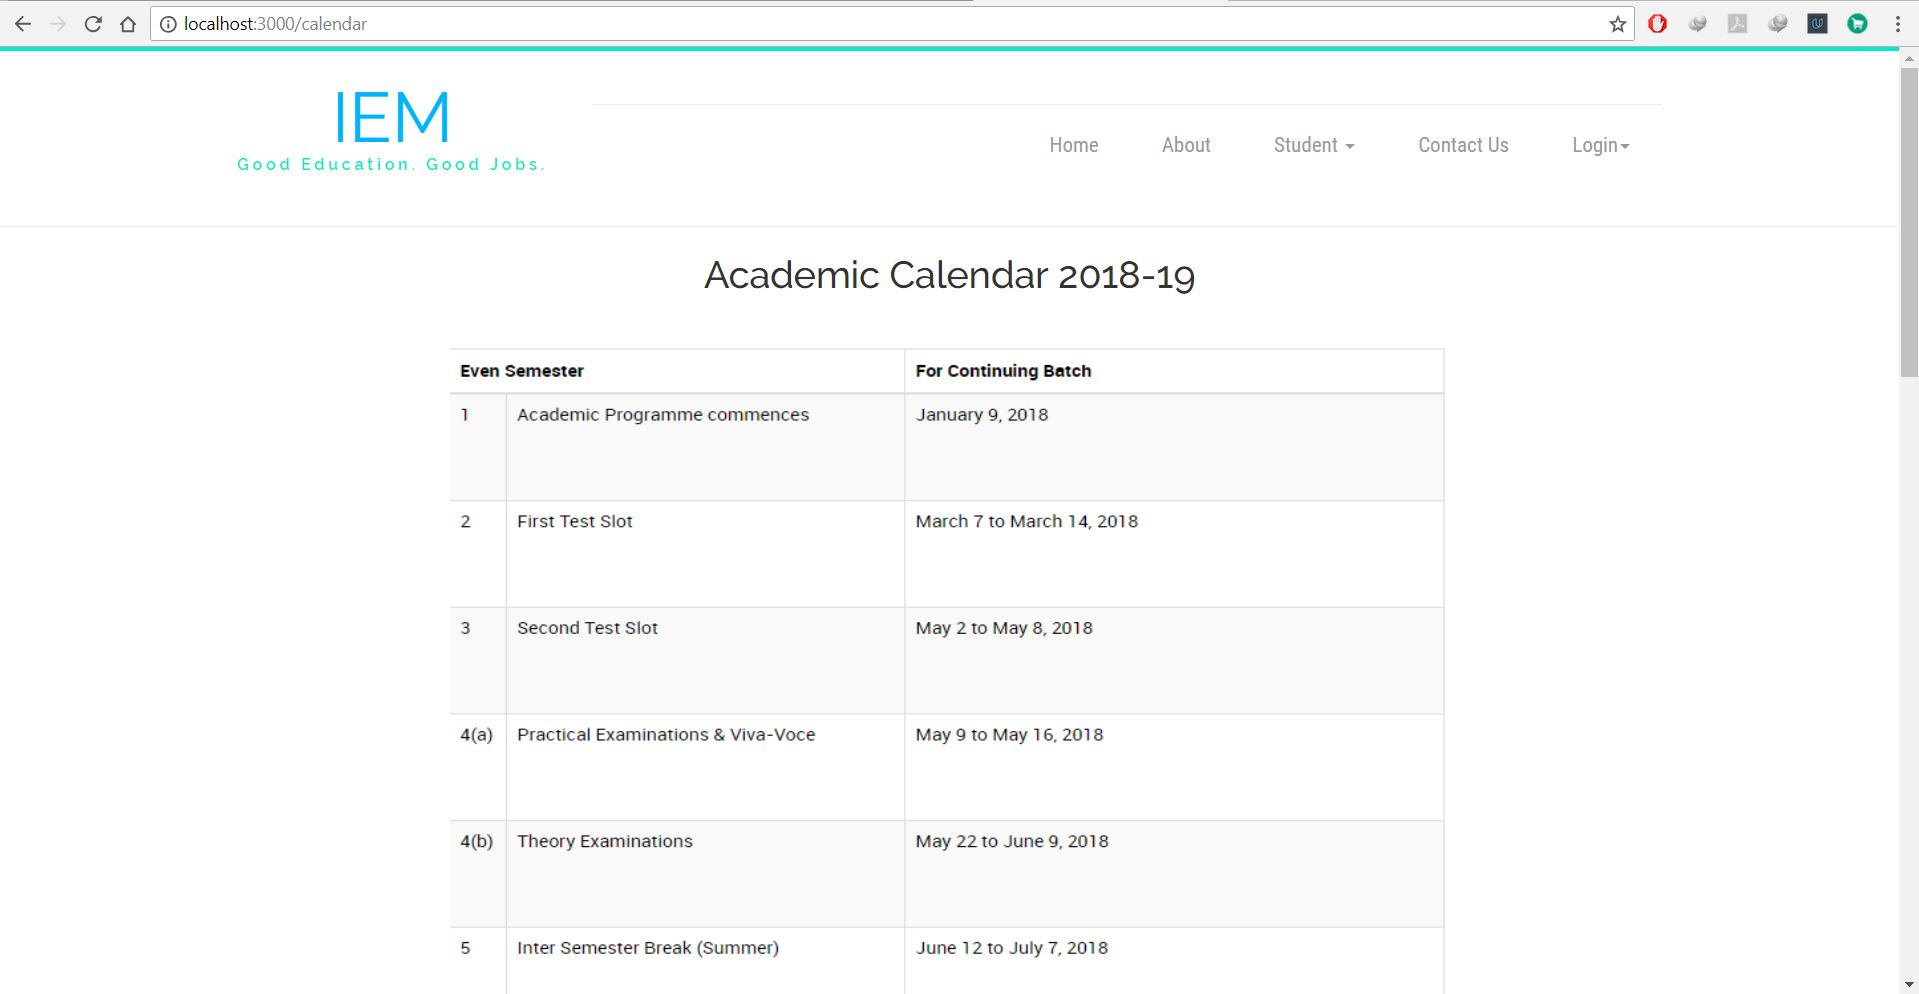 localhost:3000/calendar
IEM
Good Education. Good Jobs.
Home About Student Contact Us Login
Academic Calendar 2018-19
Even Semester For Continuing Batch
1 Academic Programme commences January 9, 2018
2 First Test Slot March 7 to March 14, 2018
3 Second Test Slot May 2 to May 8, 2018
4(a) Practical Examinations & Viva-Voce May 9 to May 16, 2018
4(b) Theory Examinations May 22 to June 9, 2018
5 Inter Semester Break (Summer) June 12 to July 7, 2018